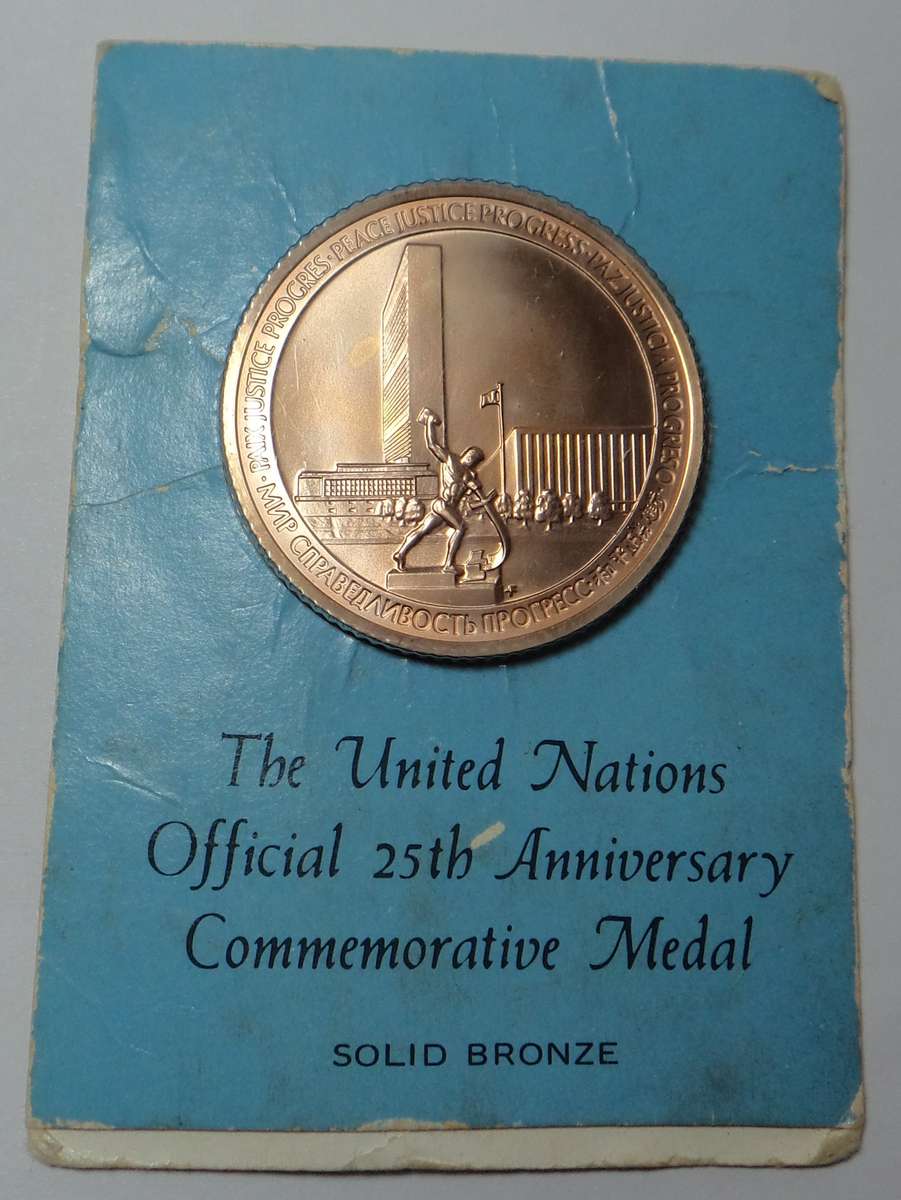 PEACE JUSTICE PROGRESS · PAZ JUSTICIA PROGRESO ·
МИР СПРАВЕДЛИВОСТЬ ПРОГРЕСС ·
PAIX JUSTICE PROGRES ·
The United Nations
Official 25th Anniversary
Commemorative Medal
SOLID BRONZE